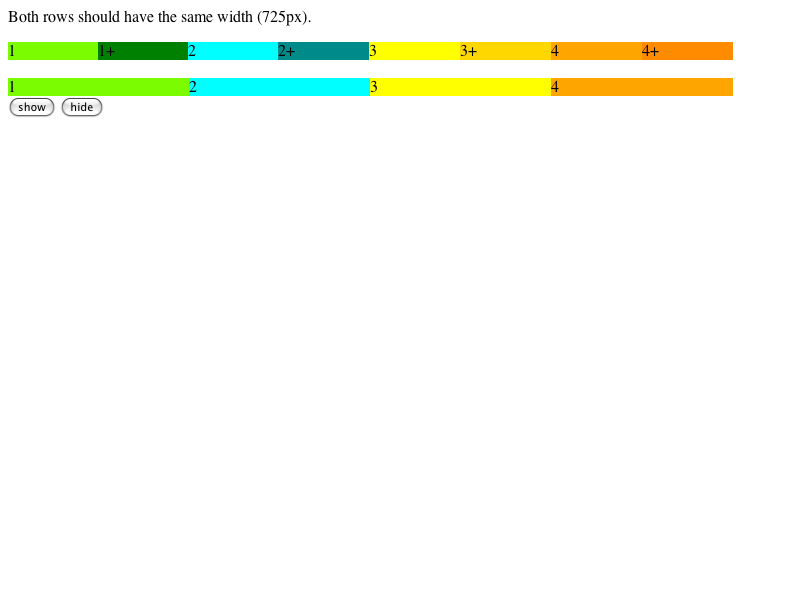 Both rows should have the same width (725px).
1 1+ 2 2+ 3 3+ 4 4+
1 2 3 4
show hide